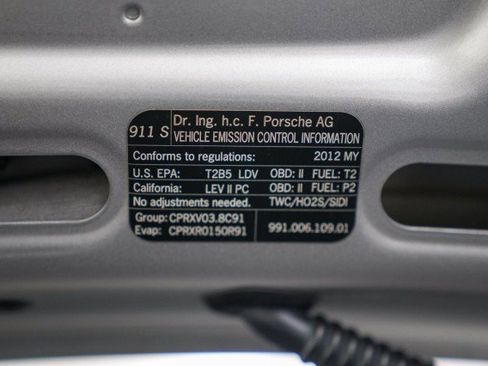 911 S Dr. Ing. h.c. F. Porsche AG
VEHICLE EMISSION CONTROL INFORMATION
Conforms to regulations: 2012 MY
U.S. EPA: T2B5 LDV OBD: II FUEL: T2
California: LEV II PC OBD: II FUEL: P2
No adjustments needed. TWC/HO2S/SIDI
Group: CPRXV03.8C91
Evap: CPRXR0150R91 991.006.109.01